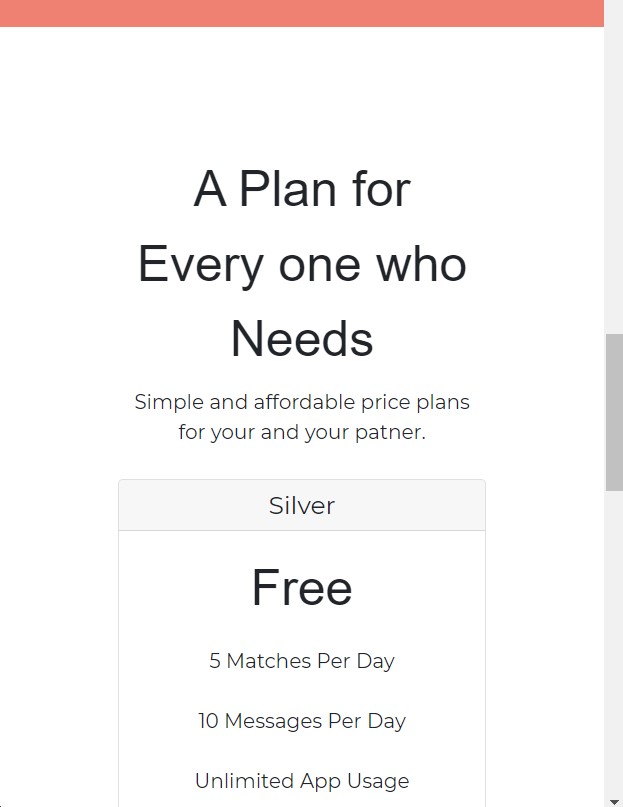 A Plan for
Every one who
Needs
Simple and affordable price plans
for your and your patner.
Silver
Free
5 Matches Per Day
10 Messages Per Day
Unlimited App Usage